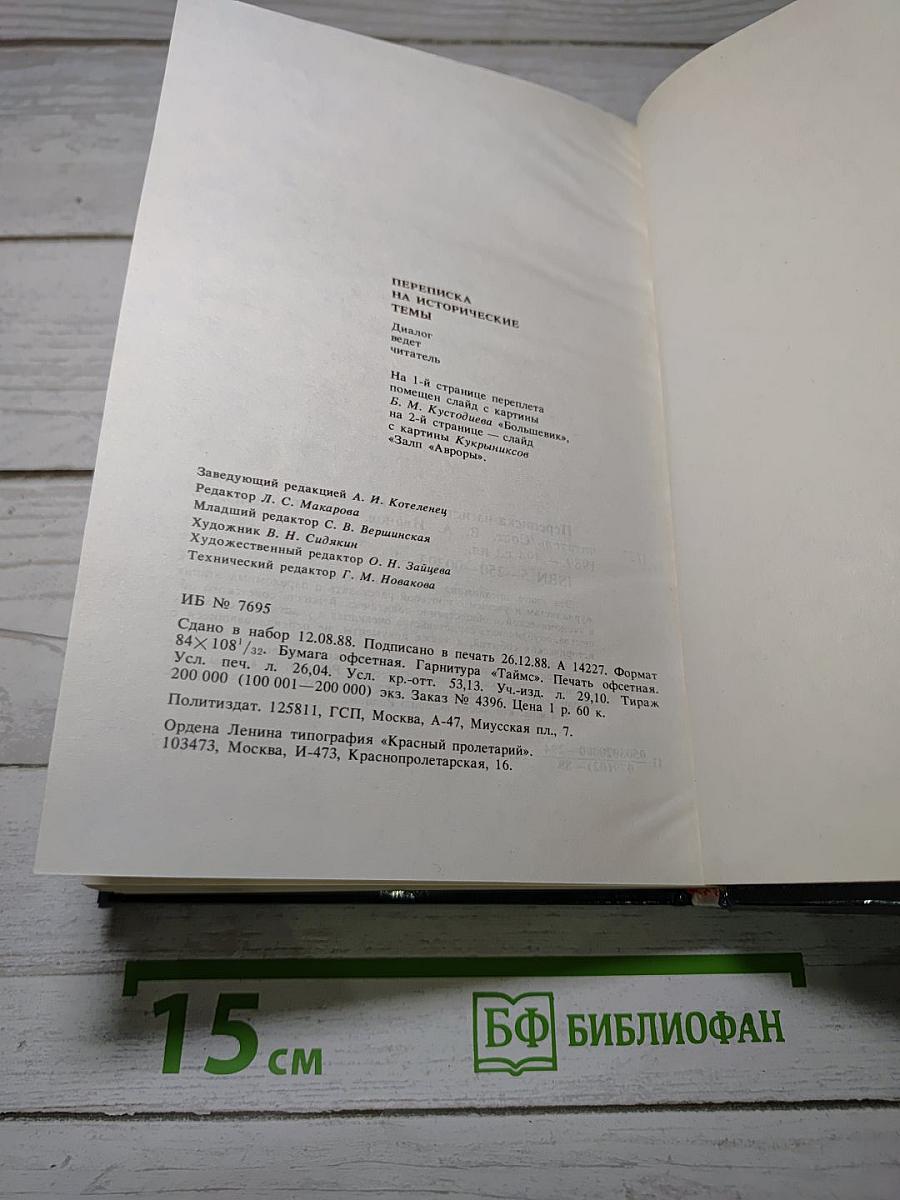 ПЕРЕПИСКА
НА ИСТОРИЧЕСКИЕ
ТЕМЫ
Диалог
ведет
читатель
На 1-й странице переплета
помещен слайд с картины
Б. М. Кустодиева «Большевик»,
на 2-й странице — слайд
с картины Кукрыниксов
«Залп «Авроры».
Заведующий редакцией А. И. Котеленец
Редактор Л. С. Макарова
Младший редактор С. В. Вершинская
Художник В. Н. Сидякин
Художественный редактор О. Н. Зайцева
Технический редактор Г. М. Новакова
ИБ № 7695
Сдано в набор 12.08.88. Подписано в печать 26.12.88. А 14227. Формат
84×108¹/₃₂. Бумага офсетная. Гарнитура «Таймс». Печать офсетная.
Усл. печ. л. 26,04. Усл. кр.-отт. 53,13. Уч.-изд. л. 29,10. Тираж
200 000 (100 001—200 000) экз. Заказ № 4396. Цена 1 р. 60 к.
Политиздат. 125811, ГСП, Москва, А-47, Миусская пл., 7.
Ордена Ленина типография «Красный пролетарий».
103473, Москва, И-473, Краснопролетарская, 16.
15 см
БФ БИБЛИОФАН